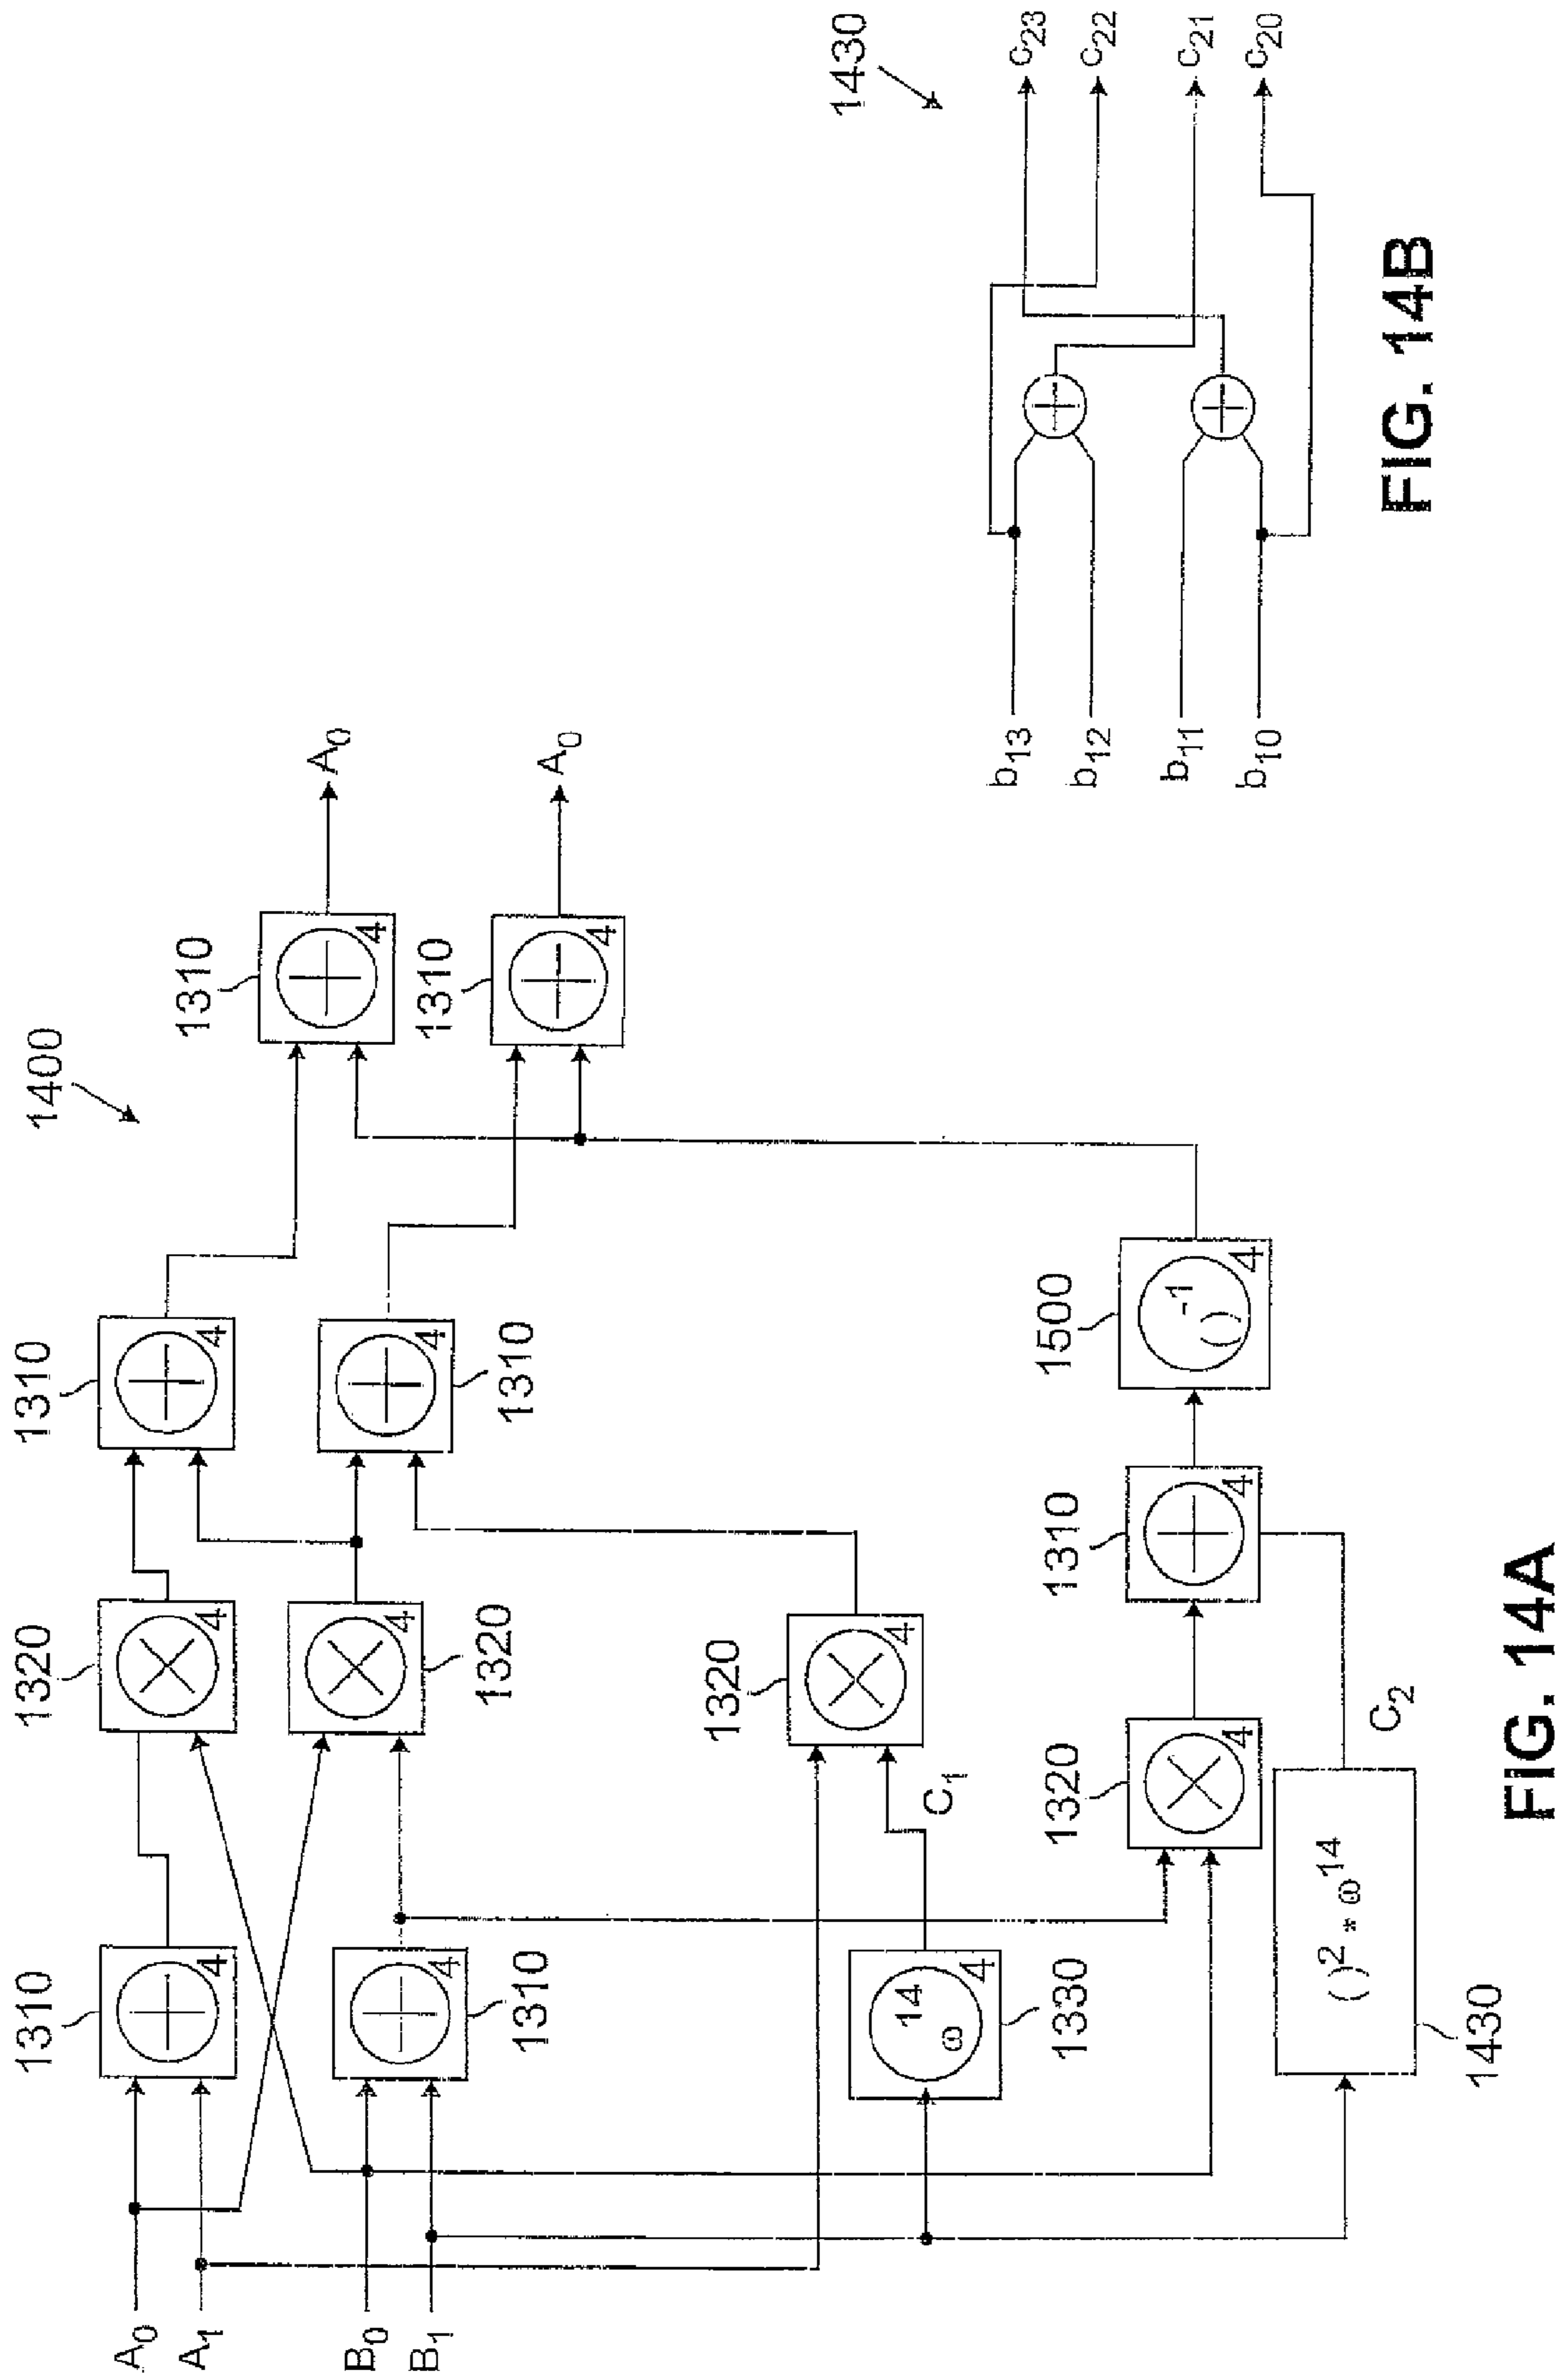 1400
A₀
A₁
B₀
B₁
1310
4
1310
4
ω¹⁴
4
1330
( )² * ω¹⁴
1430
C₁
C₂
1320
4
1320
4
1320
4
1320
4
1310
4
1310
4
1310
4
( )⁻¹
4
1500
1310
4
1310
4
A₀
A₀
FIG. 14A
1430
b₁₃
b₁₂
b₁₁
b₁₀
c₂₃
c₂₂
c₂₁
c₂₀
FIG. 14B